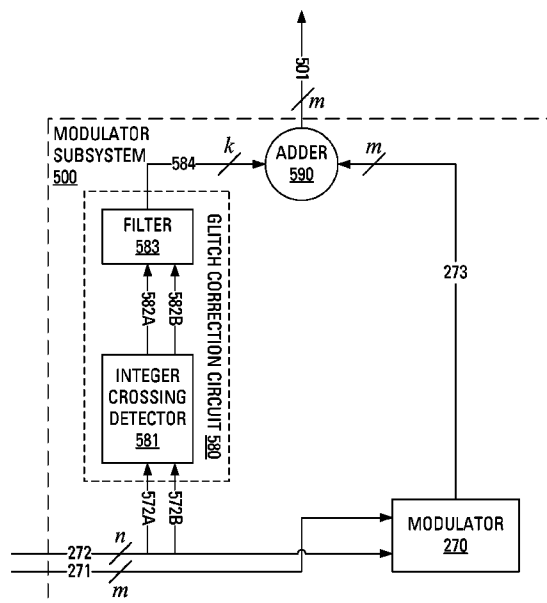 501
m
MODULATOR
SUBSYSTEM
500
584
k
ADDER
590
m
FILTER
583
GLITCH CORRECTION CIRCUIT 580
273
582A
582B
INTEGER
CROSSING
DETECTOR
581
572A
572B
MODULATOR
270
272
n
271
m